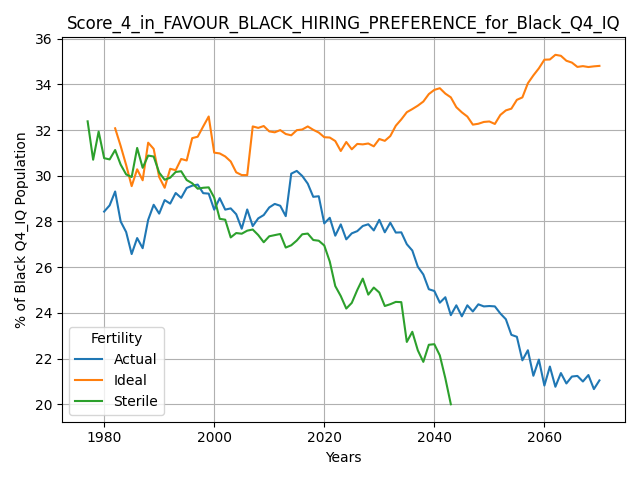 Score_4_in_FAVOUR_BLACK_HIRING_PREFERENCE_for_Black_Q4_IQ
% of Black Q4_IQ Population
36
34
32
30
28
26
24
22
20
Fertility
Actual
Ideal
Sterile
1980
2000
2020
2040
2060
Years